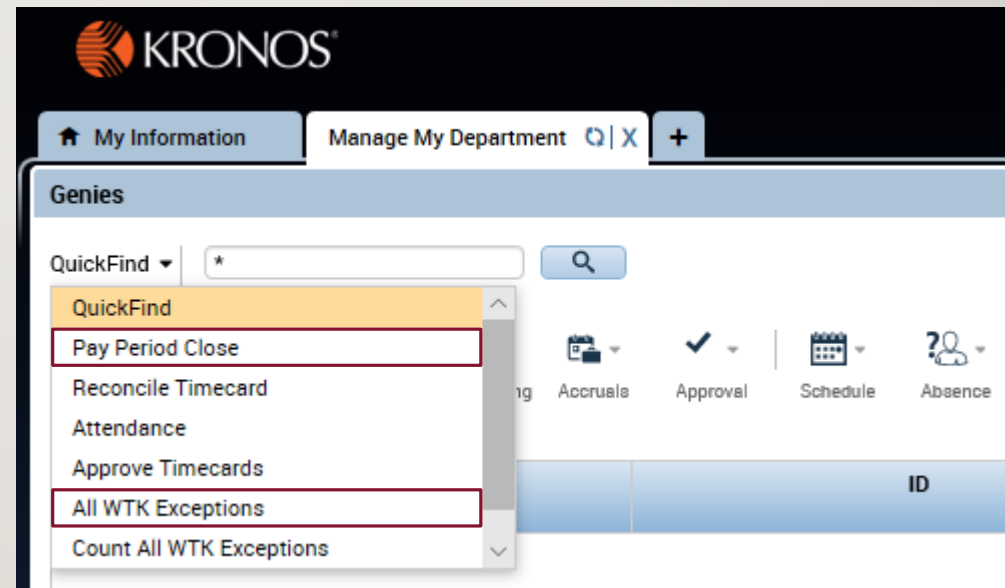 KRONOS®
My Information
Manage My Department
X
+
Genies
QuickFind
*
QuickFind
Pay Period Close
Reconcile Timecard
Attendance
Approve Timecards
All WTK Exceptions
Count All WTK Exceptions
Accruals
Approval
Schedule
Absence
ID